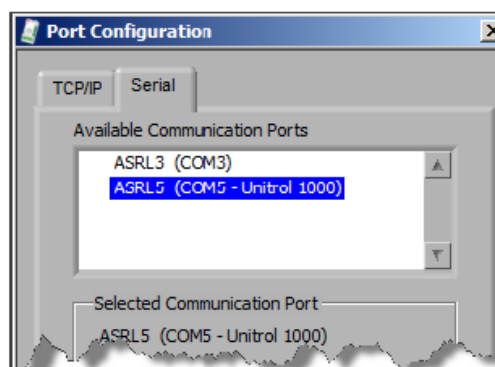 Port Configuration
TCP/IP Serial
Available Communication Ports
ASRL3 (COM3)
ASRL5 (COM5 - Unitrol 1000)
Selected Communication Port
ASRL5 (COM5 - Unitrol 1000)